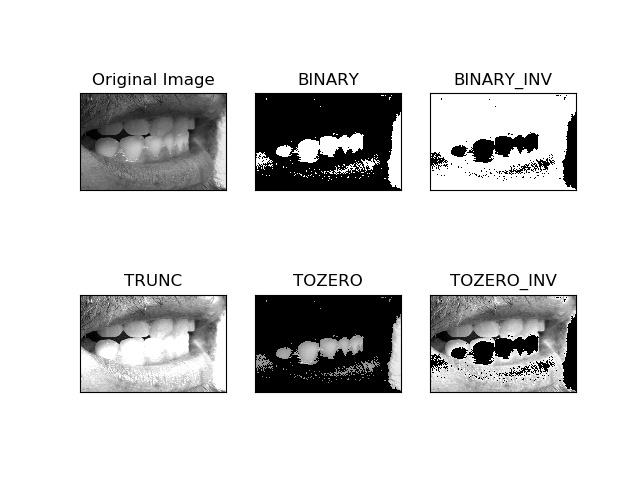 Original Image
BINARY
BINARY_INV
TRUNC
TOZERO
TOZERO_INV